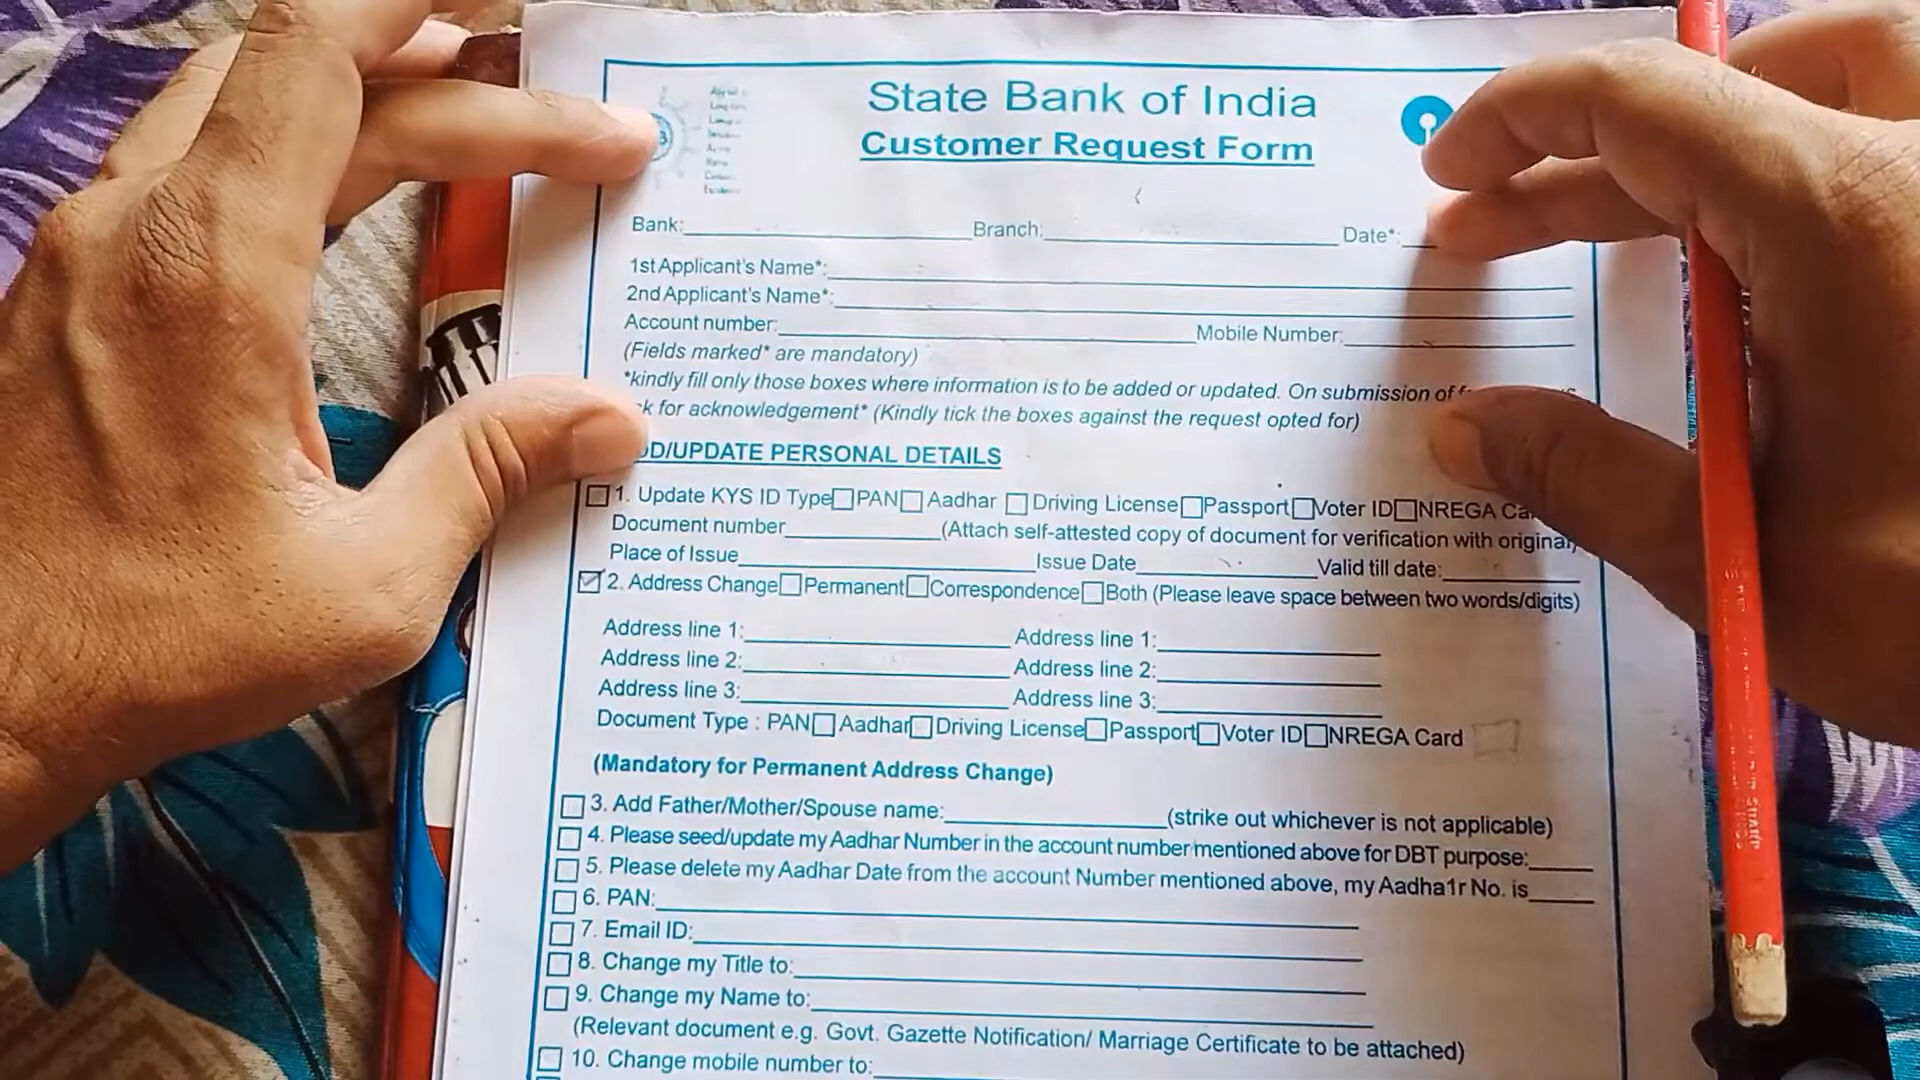 State Bank of India
Customer Request Form
Bank: Branch: Date*:
1st Applicant's Name*:
2nd Applicant's Name*:
Account number: Mobile Number:
(Fields marked* are mandatory)
*kindly fill only those boxes where information is to be added or updated. On submission of
for acknowledgement* (Kindly tick the boxes against the request opted for)
D/UPDATE PERSONAL DETAILS
1. Update KYS ID Type PAN Aadhar Driving License Passport Voter ID NREGA
Document number (Attach self-attested copy of document for verification with original)
Place of Issue Issue Date Valid till date:
2. Address Change Permanent Correspondence Both (Please leave space between two words/digits)
Address line 1: Address line 1:
Address line 2: Address line 2:
Address line 3: Address line 3:
Document Type : PAN Aadhar Driving License Passport Voter ID NREGA Card
(Mandatory for Permanent Address Change)
3. Add Father/Mother/Spouse name: (strike out whichever is not applicable)
4. Please seed/update my Aadhar Number in the account number mentioned above for DBT purpose:
5. Please delete my Aadhar Date from the account Number mentioned above, my Aadha1r No. is
6. PAN:
7. Email ID:
8. Change my Title to:
9. Change my Name to:
(Relevant document e.g. Govt. Gazette Notification/ Marriage Certificate to be attached)
10. Change mobile number to: